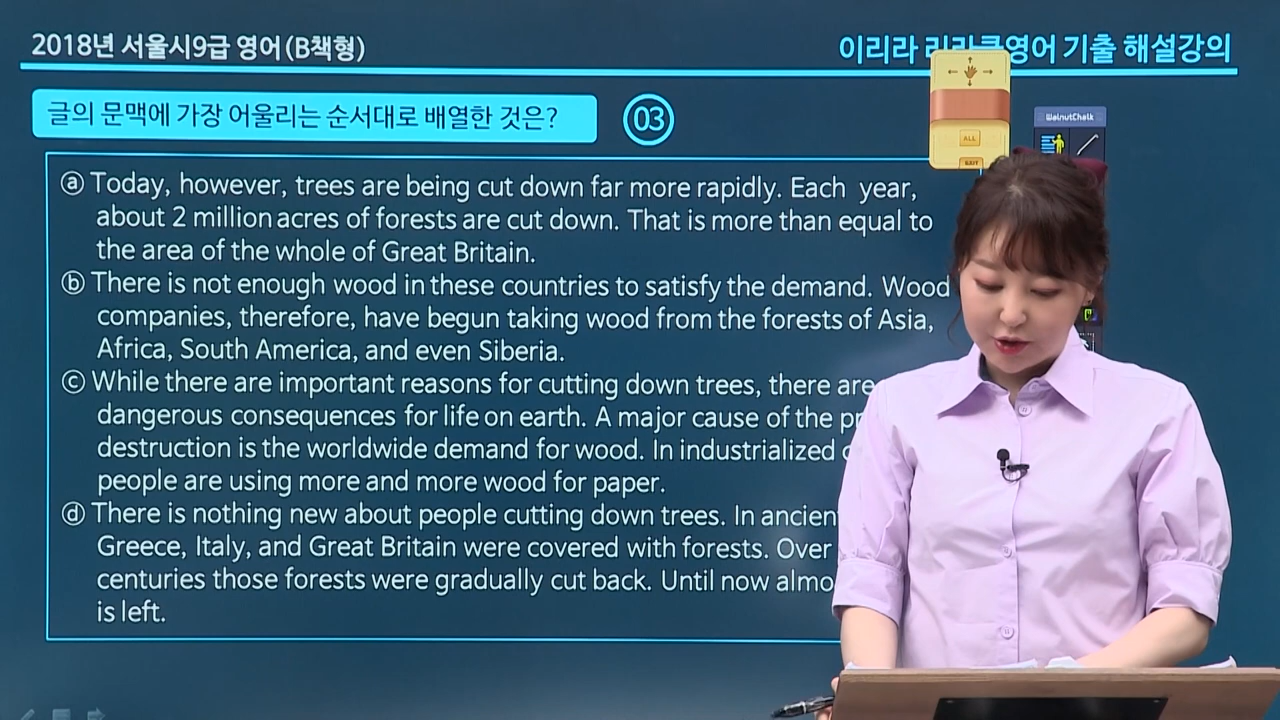 2018년 서울시9급 영어(B책형)
이리라 영어 기출 해설강의
글의 문맥에 가장 어울리는 순서대로 배열한 것은?
03
ALL
EXIT
WalnutChalk
ⓐ Today, however, trees are being cut down far more rapidly. Each year,
about 2 million acres of forests are cut down. That is more than equal to
the area of the whole of Great Britain.
ⓑ There is not enough wood in these countries to satisfy the demand. Wood
companies, therefore, have begun taking wood from the forests of Asia,
Africa, South America, and even Siberia.
ⓒ While there are important reasons for cutting down trees, there are
dangerous consequences for life on earth. A major cause of the
destruction is the worldwide demand for wood. In industrialized
people are using more and more wood for paper.
ⓓ There is nothing new about people cutting down trees. In ancient
Greece, Italy, and Great Britain were covered with forests. Over
centuries those forests were gradually cut back. Until now
is left.